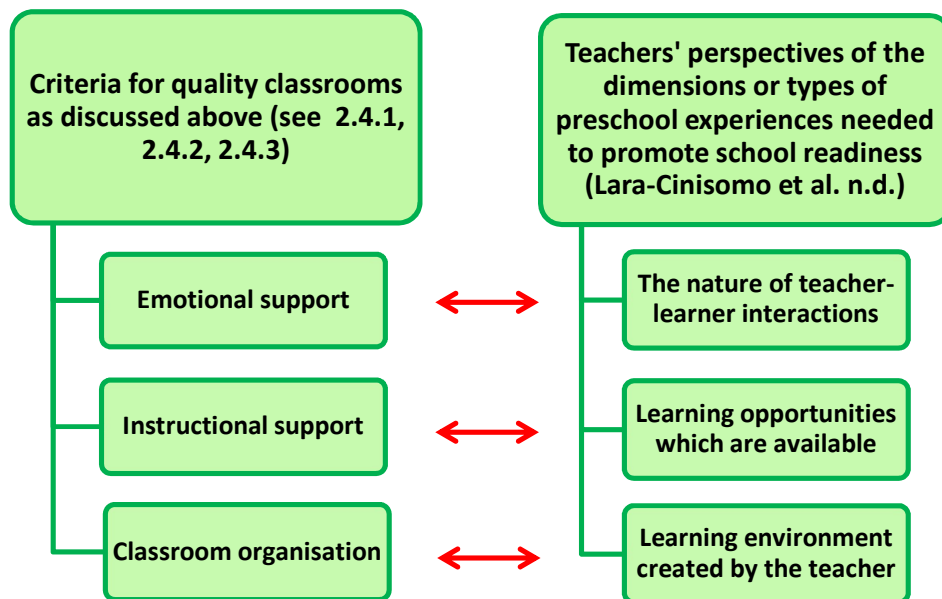 Criteria for quality classrooms
as discussed above (see 2.4.1,
2.4.2, 2.4.3)
Emotional support
Instructional support
Classroom organisation
Teachers' perspectives of the
dimensions or types of
preschool experiences needed
to promote school readiness
(Lara-Cinisomo et al. n.d.)
The nature of teacher-
learner interactions
Learning opportunities
which are available
Learning environment
created by the teacher